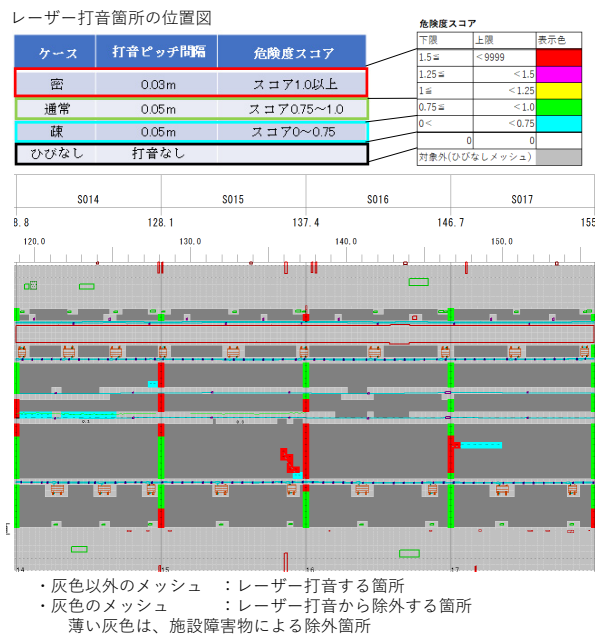 レーザー打音箇所の位置図
ケース 打音ピッチ間隔 危険度スコア
密 0.03m スコア1.0以上
通常 0.05m スコア0.75～1.0
疎 0.05m スコア0～0.75
ひびなし 打音なし
危険度スコア
下限 上限 表示色
1.5≦ <9999
1.25≦ <1.5
1≦ <1.25
0.75≦ <1.0
0< <0.75
0 0
対象外(ひびなしメッシュ)
S014 S015 S016 S017
8.8 128.1 137.4 146.7 155
120.0 130.0 140.0 150.0
0.3 0.3
14 15 16 17
・灰色以外のメッシュ ：レーザー打音する箇所
・灰色のメッシュ ：レーザー打音から除外する箇所
薄い灰色は、施設障害物による除外箇所